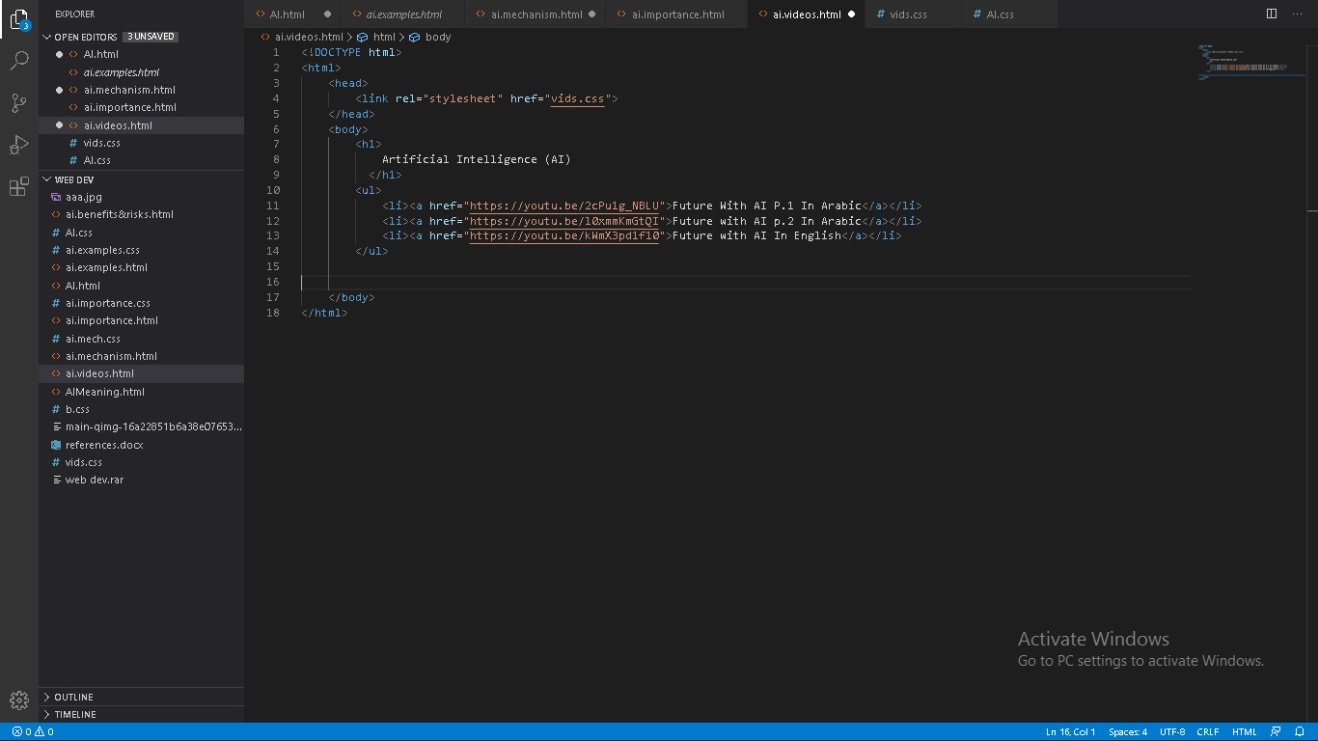 EXPLORER
AI.html
ai.examples.html
ai.mechanism.html
ai.importance.html
ai.videos.html
vids.css
AI.css
OPEN EDITORS 3 UNSAVED
AI.html
ai.examples.html
ai.mechanism.html
ai.importance.html
ai.videos.html
vids.css
AI.css
WEB DEV
aaa.jpg
ai.benefits&risks.html
AI.css
ai.examples.css
ai.examples.html
AI.html
ai.importance.css
ai.importance.html
ai.mech.css
ai.mechanism.html
ai.videos.html
AIMeaning.html
b.css
main-qimg-16a22851b6a38e07653...
references.docx
vids.css
web dev.rar
OUTLINE
TIMELINE
3
ai.videos.html > html > body
1 <!DOCTYPE html>
2 <html>
3 <head>
4 <link rel="stylesheet" href="vids.css">
5 </head>
6 <body>
7 <h1>
8 Artificial Intelligence (AI)
9 </h1>
10 <ul>
11 <li><a href="https://youtu.be/2cPu1g_NBLU">Future With AI P.1 In Arabic</a></li>
12 <li><a href="https://youtu.be/l0xmmKmGtQI">Future With AI p.2 In Arabic</a></li>
13 <li><a href="https://youtu.be/kWmX3pd1f10">Future with AI In English</a></li>
14 </ul>
15
16
17 </body>
18 </html>
Activate Windows
Go to PC settings to activate Windows.
0 0
Ln 16, Col 1 Spaces: 4 UTF-8 CRLF HTML